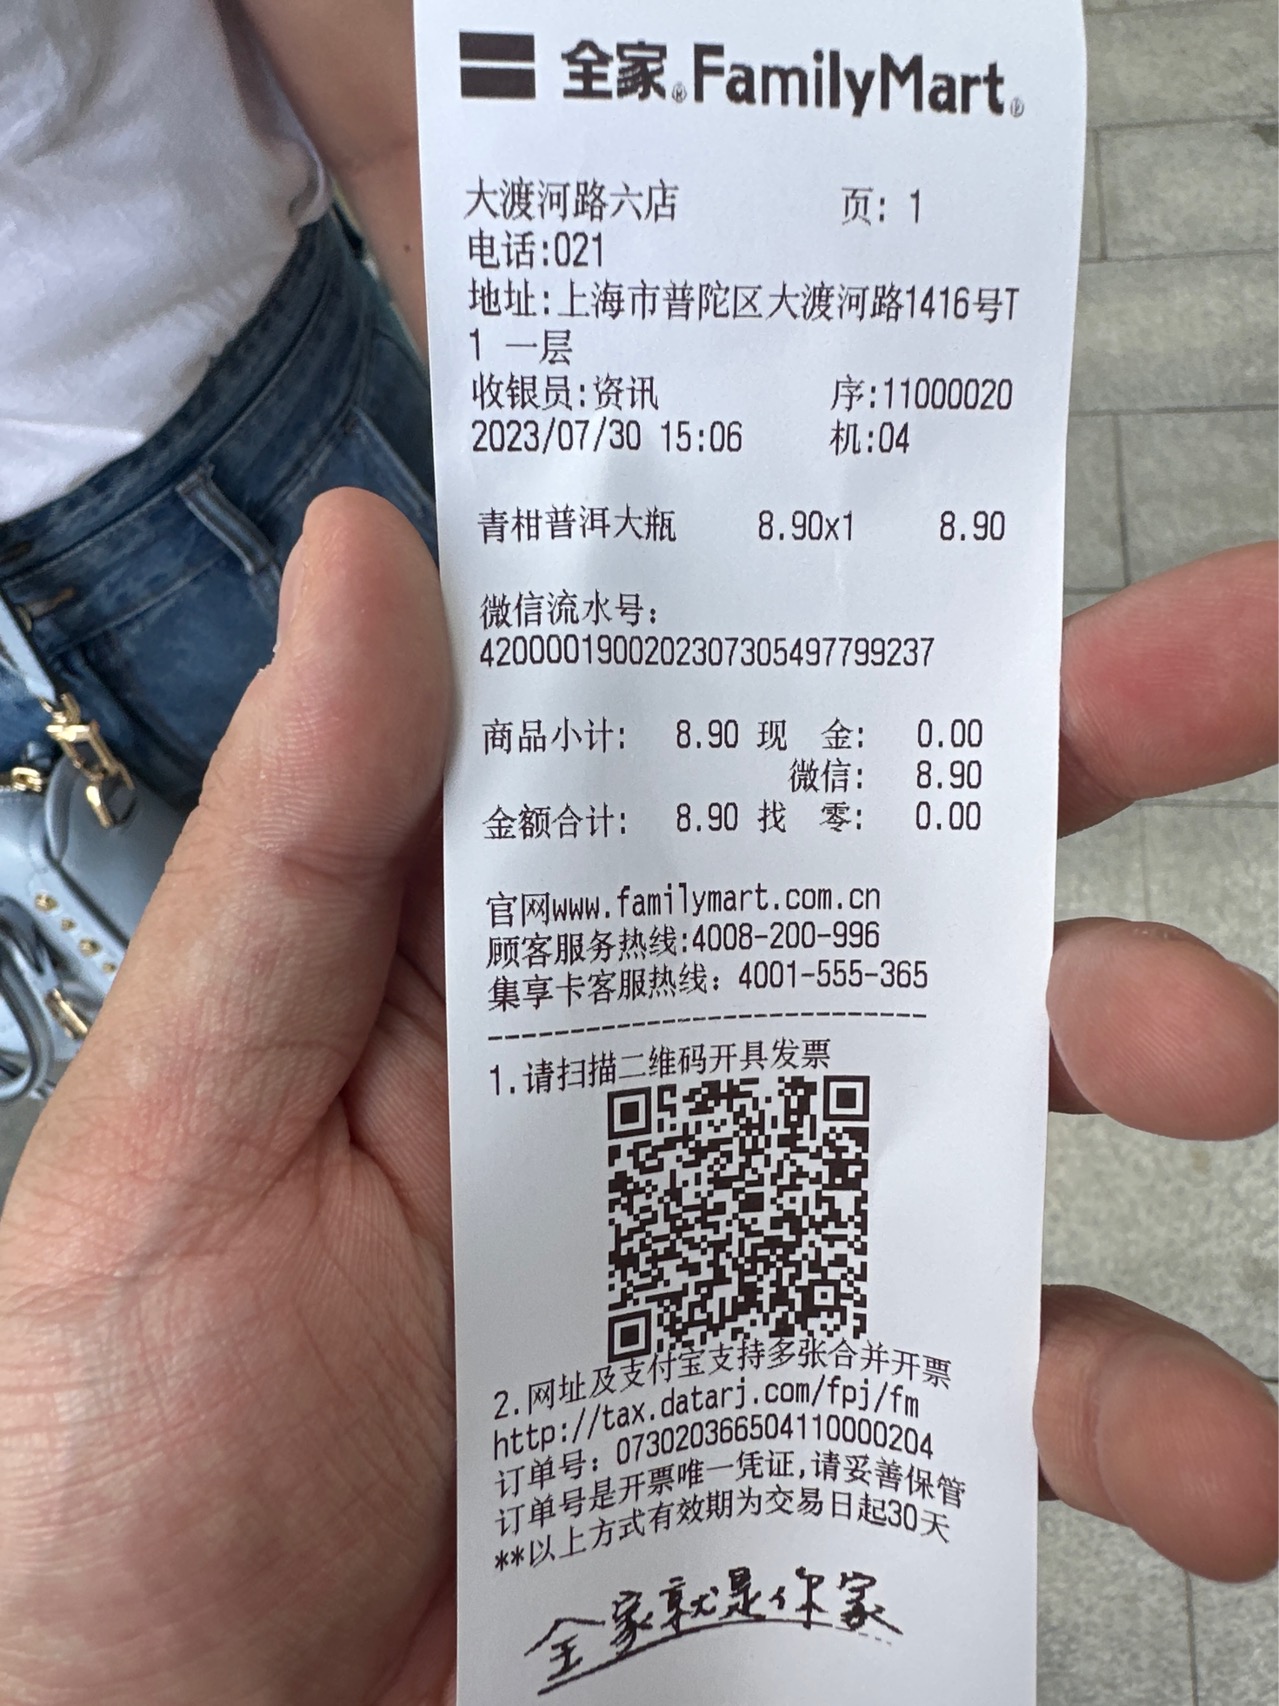 全家®FamilyMart®
大渡河路六店 页: 1
电话:021
地址:上海市普陀区大渡河路1416号T
1 一层
收银员:资讯 序:11000020
2023/07/30 15:06 机:04
青柑普洱大瓶 8.90x1 8.90
微信流水号:
4200001900202307305497799237
商品小计: 8.90 现 金: 0.00
微信: 8.90
金额合计: 8.90 找 零: 0.00
官网www.familymart.com.cn
顾客服务热线:4008-200-996
集享卡客服热线: 4001-555-365
---------------------------
1.请扫描二维码开具发票
2.网址及支付宝支持多张合并开票
http://tax.datarj.com/fpj/fm
订单号: 073020366504110000204
订单号是开票唯一凭证,请妥善保管
**以上方式有效期为交易日起30天
全家就是你家